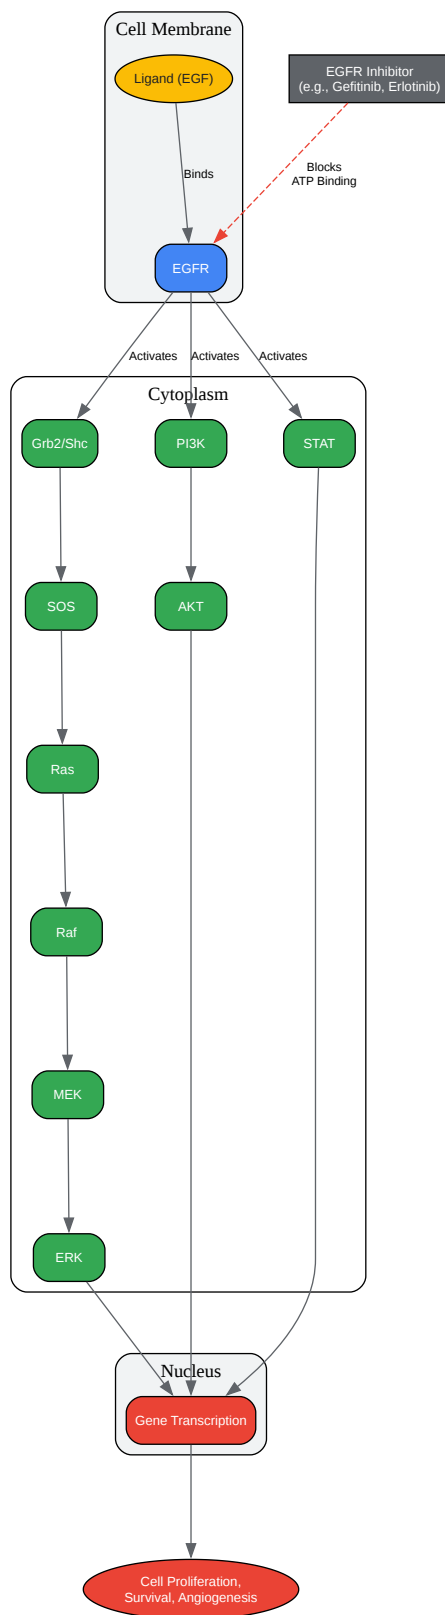 Cell Membrane
Ligand (EGF)
EGFR Inhibitor
(e.g., Gefitinib, Erlotinib)
Binds
Blocks
ATP Binding
EGFR
Activates
Activates
Activates
Cytoplasm
Grb2/Shc
PI3K
STAT
SOS
AKT
Ras
Raf
MEK
ERK
Nucleus
Gene Transcription
Cell Proliferation,
Survival, Angiogenesis